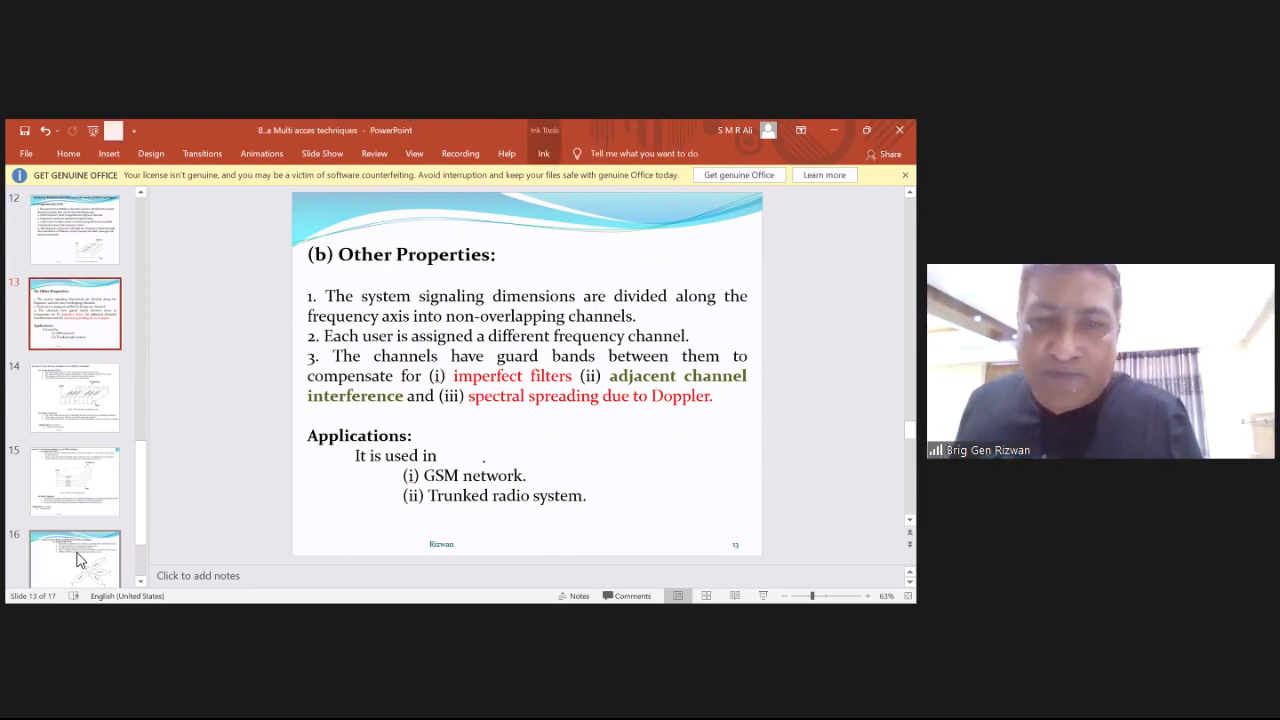 8..a Multi acces techniques - PowerPoint
Ink Tools
S M R Ali
File Home Insert Design Transitions Animations Slide Show Review View Recording Help Ink Tell me what you want to do Share
GET GENUINE OFFICE Your license isn't genuine, and you may be a victim of software counterfeiting. Avoid interruption and keep your files safe with genuine Office today. Get genuine Office Learn more
12
13
14
15
16
(b) Other Properties:
1. The system signaling dimensions are divided along the
frequency axis into non-overlapping channels.
2. Each user is assigned a different frequency channel.
3. The channels have guard bands between them to
compensate for (i) imperfect filters (ii) adjacent channel
interference and (iii) spectral spreading due to Doppler.
Applications:
It is used in
(i) GSM network.
(ii) Trunked radio system.
Rizwan 13
Click to add notes
Slide 13 of 17 English (United States) Notes Comments 63%
Brig Gen Rizwan